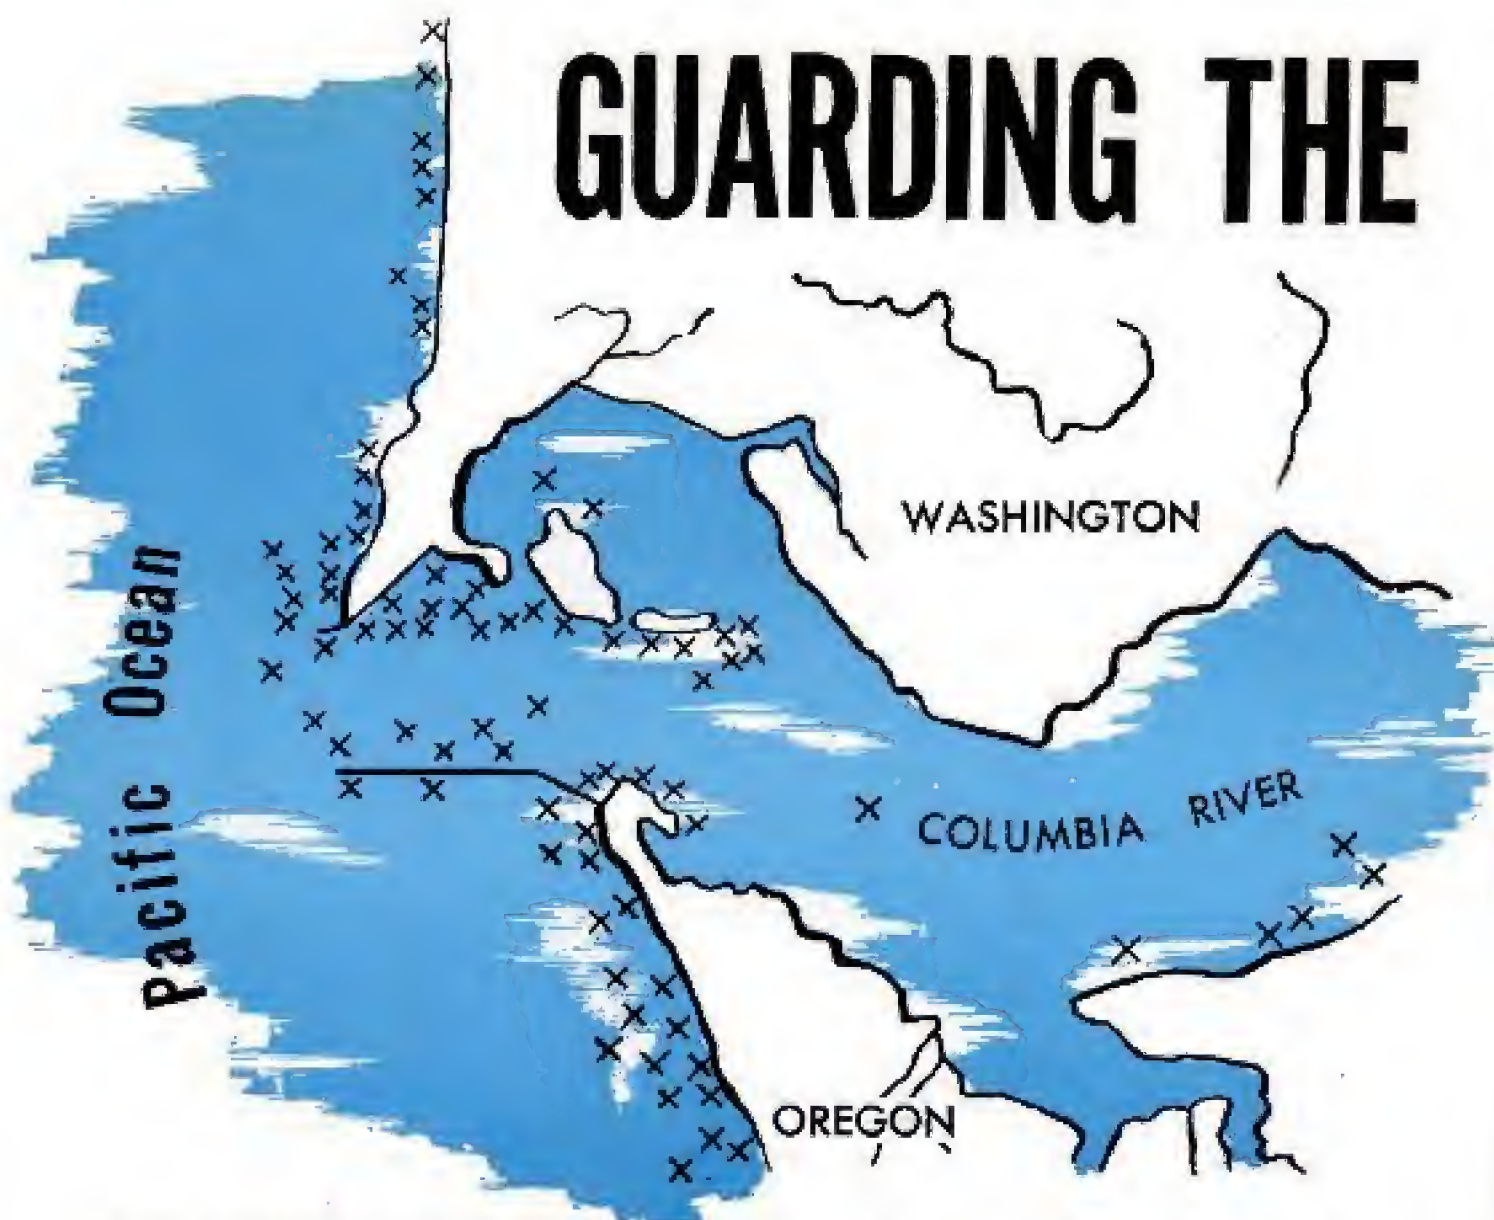 GUARDING THE
WASHINGTON
Pacific Ocean
COLUMBIA RIVER
OREGON